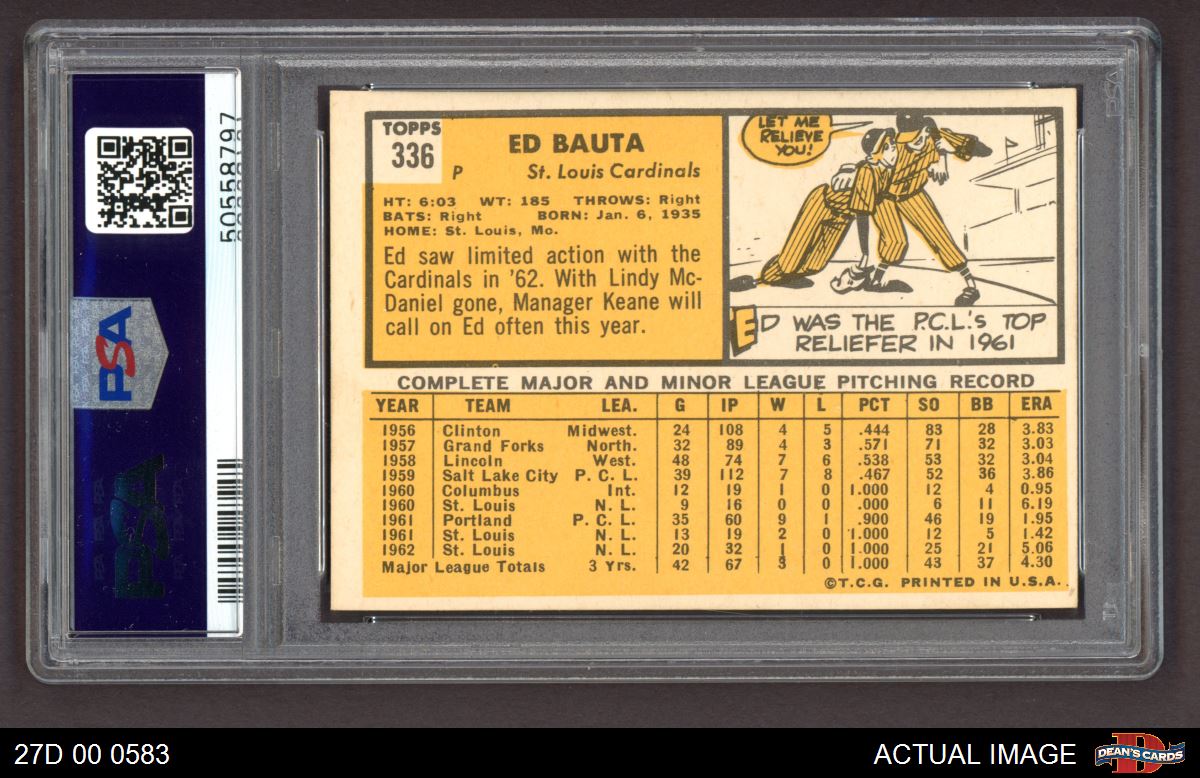 50558797
PSA
PSA
TOPPS
336
ED BAUTA
P St. Louis Cardinals
HT: 6:03 WT: 185 THROWS: Right
BATS: Right BORN: Jan. 6, 1935
HOME: St. Louis, Mo.
Ed saw limited action with the
Cardinals in '62. With Lindy Mc-
Daniel gone, Manager Keane will
call on Ed often this year.
LET ME
RELIEVE
YOU!
ED WAS THE P.C.L.'S TOP
RELIEFER IN 1961
COMPLETE MAJOR AND MINOR LEAGUE PITCHING RECORD
YEAR TEAM LEA. G IP W L PCT SO BB ERA
1956 Clinton Midwest. 24 108 4 5 .444 83 28 3.83
1957 Grand Forks North. 32 89 4 3 .571 71 32 3.03
1958 Lincoln West. 48 74 7 6 .538 53 32 3.04
1959 Salt Lake City P. C. L. 39 112 7 8 .467 52 36 3.86
1960 Columbus Int. 12 19 1 0 1.000 12 4 0.95
1960 St. Louis N. L. 9 16 0 0 .000 6 11 6.19
1961 Portland P. C. L. 35 60 9 1 .900 46 19 1.95
1961 St. Louis N. L. 13 19 2 0 1.000 12 5 1.42
1962 St. Louis N. L. 20 32 1 0 1.000 25 21 5.06
Major League Totals 3 Yrs. 42 67 3 0 1.000 43 37 4.30
©T.C.G. PRINTED IN U.S.A.
27D 00 0583
ACTUAL IMAGE
DEAN'S CARDS